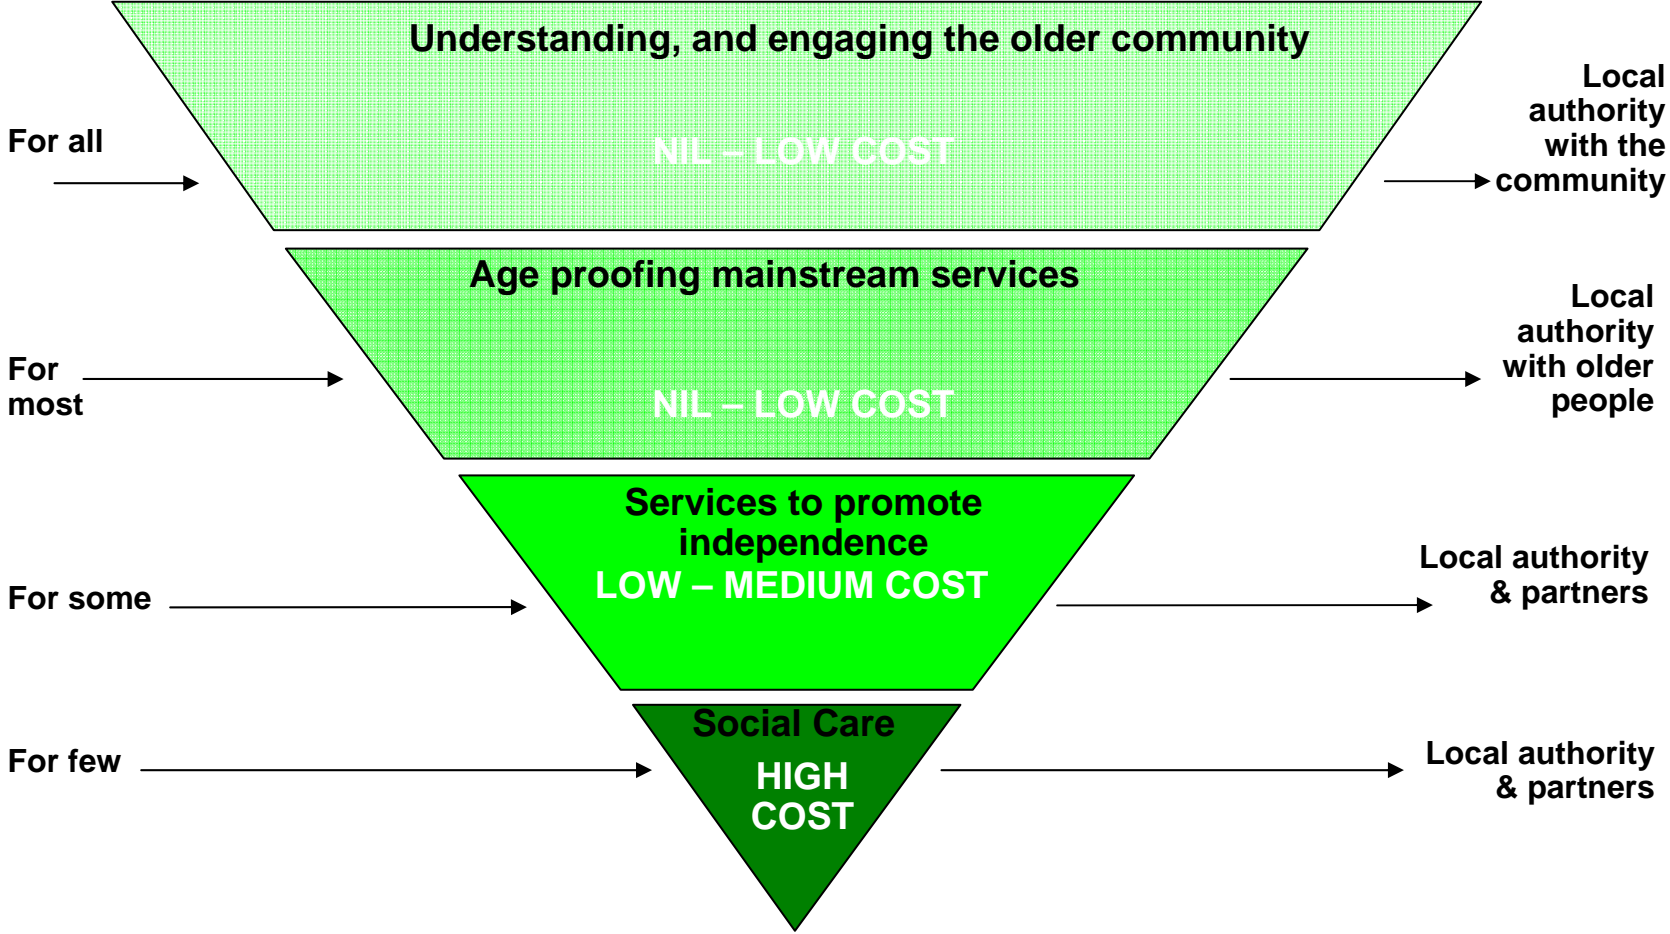 Understanding, and engaging the older community
NIL – LOW COST
For all
Local
authority
with the
community
Age proofing mainstream services
NIL – LOW COST
For
most
Local
authority
with older
people
Services to promote
independence
LOW – MEDIUM COST
For some
Local authority
& partners
Social Care
HIGH
COST
For few
Local authority
& partners